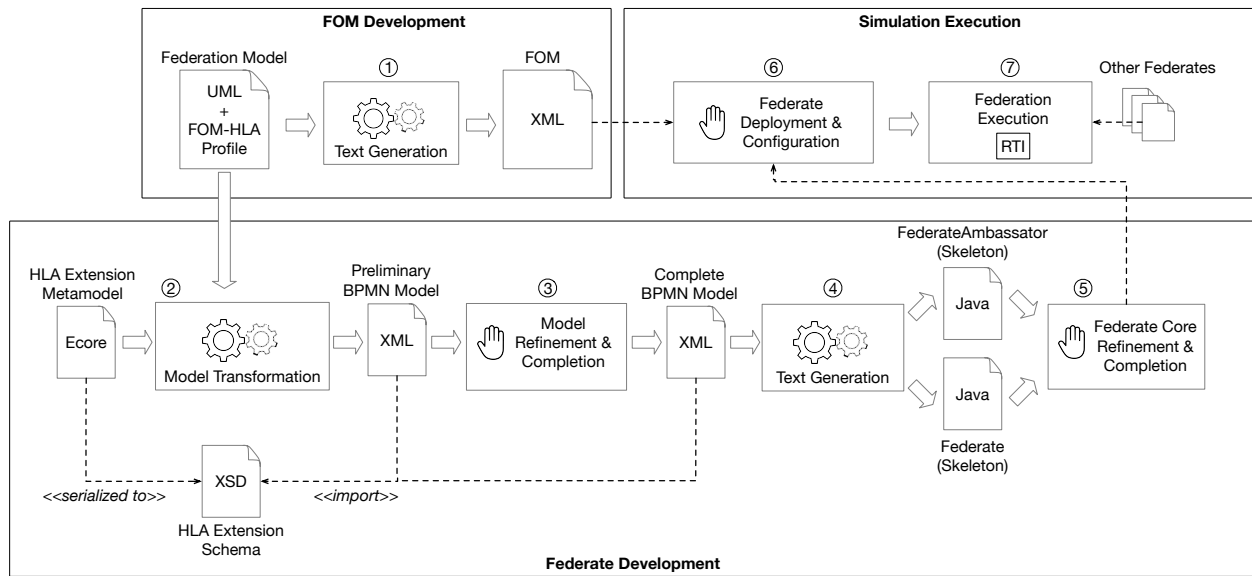 FOM Development
Federation Model
UML
+
FOM-HLA
Profile
①
Text Generation
FOM
XML
Simulation Execution
⑥
Federate
Deployment &
Configuration
⑦
Federation
Execution
RTI
Other Federates
HLA Extension
Metamodel
Ecore
②
Model Transformation
Preliminary
BPMN Model
XML
③
Model
Refinement &
Completion
Complete
BPMN Model
XML
④
Text Generation
FederateAmbassador
(Skeleton)
Java
Java
Federate
(Skeleton)
⑤
Federate Core
Refinement &
Completion
<<serialized to>>
XSD
<<import>>
HLA Extension
Schema
Federate Development